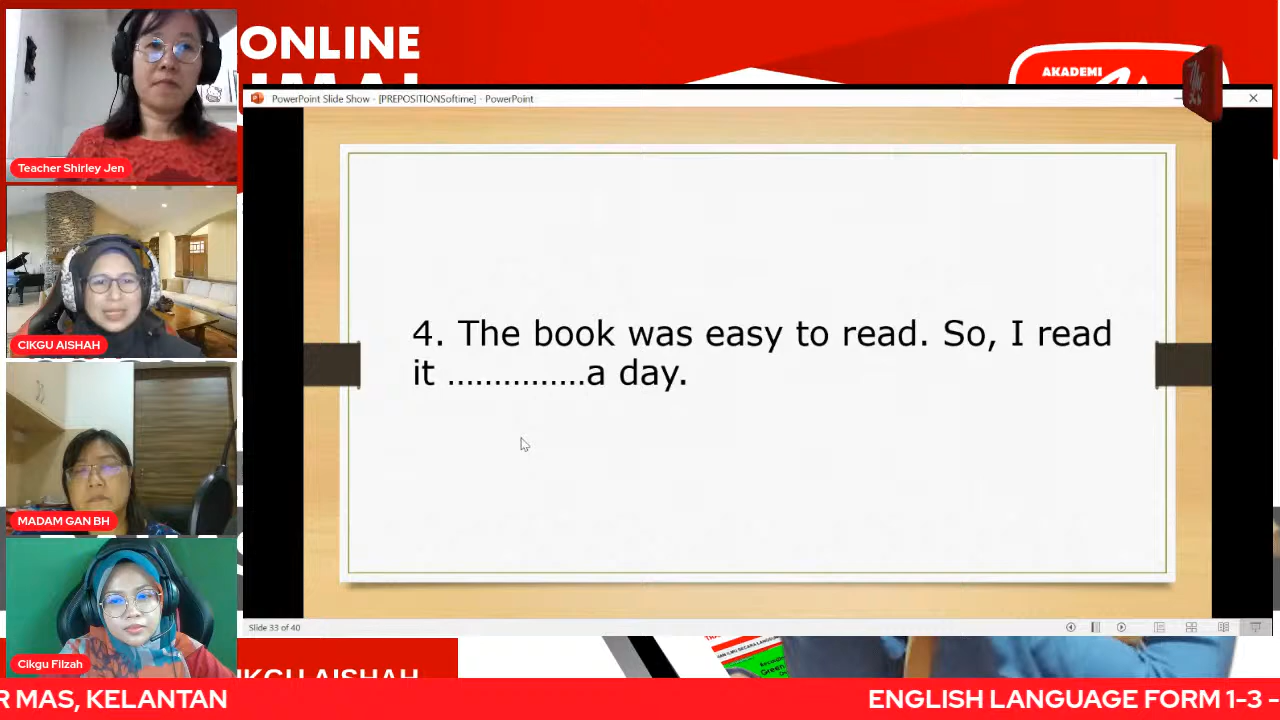 ONLINE
AKADEMI
PowerPoint Slide Show - [PREPOSITIONSoftime] - PowerPoint
Teacher Shirley Jen
CIKGU AISHAH
MADAM GAN BH
Cikgu Filzah
4. The book was easy to read. So, I read
it ...............a day.
Slide 33 of 40
IKGU AISHAH
R MAS, KELANTAN
ENGLISH LANGUAGE FORM 1-3 -